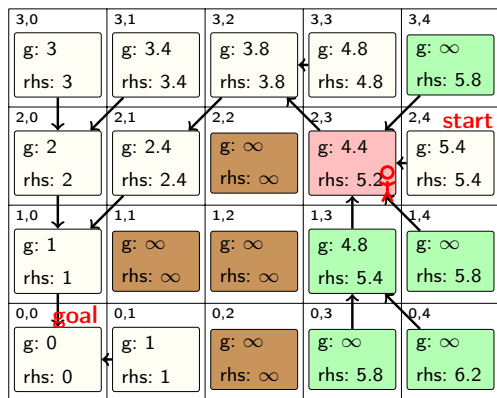 3,0 3,1 3,2 3,3 3,4
g: 3 g: 3.4 g: 3.8 g: 4.8 g: ∞
rhs: 3 rhs: 3.4 rhs: 3.8 rhs: 4.8 rhs: 5.8
2,0 2,1 2,2 2,3 2,4
start
g: 2 g: 2.4 g: ∞ g: 4.4 g: 5.4
rhs: 2 rhs: 2.4 rhs: ∞ rhs: 5.2 rhs: 5.4
1,0 1,1 1,2 1,3 1,4
g: 1 g: ∞ g: ∞ g: 4.8 g: ∞
rhs: 1 rhs: ∞ rhs: ∞ rhs: 5.4 rhs: 5.8
0,0 goal 0,1 0,2 0,3 0,4
g: 0 g: 1 g: ∞ g: ∞ g: ∞
rhs: 0 rhs: 1 rhs: ∞ rhs: 5.8 rhs: 6.2